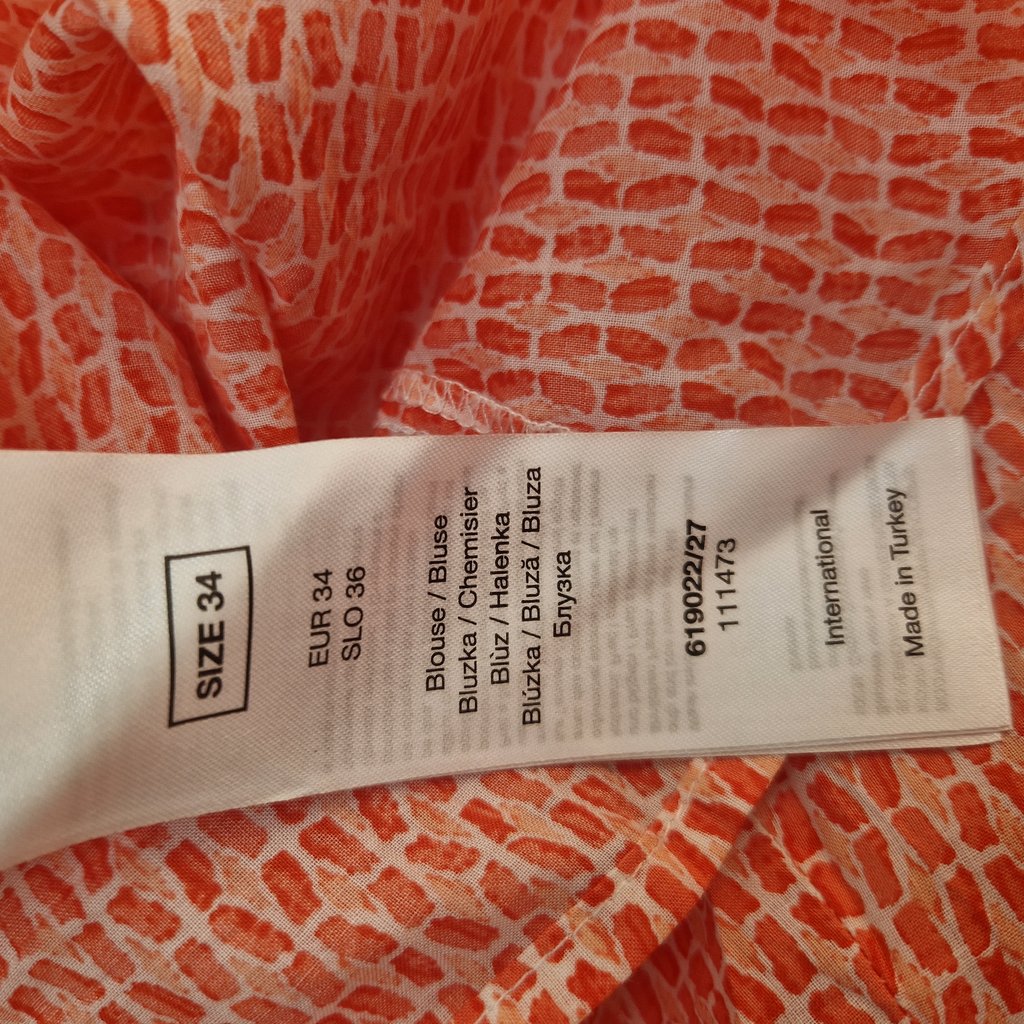 SIZE 34
EUR 34
SLO 36
Blouse / Bluse
Bluzka / Chemisier
Blùz / Halenka
Blúzka / Bluză / Bluza
Блузка
619022/27
111473
International
Made in Turkey